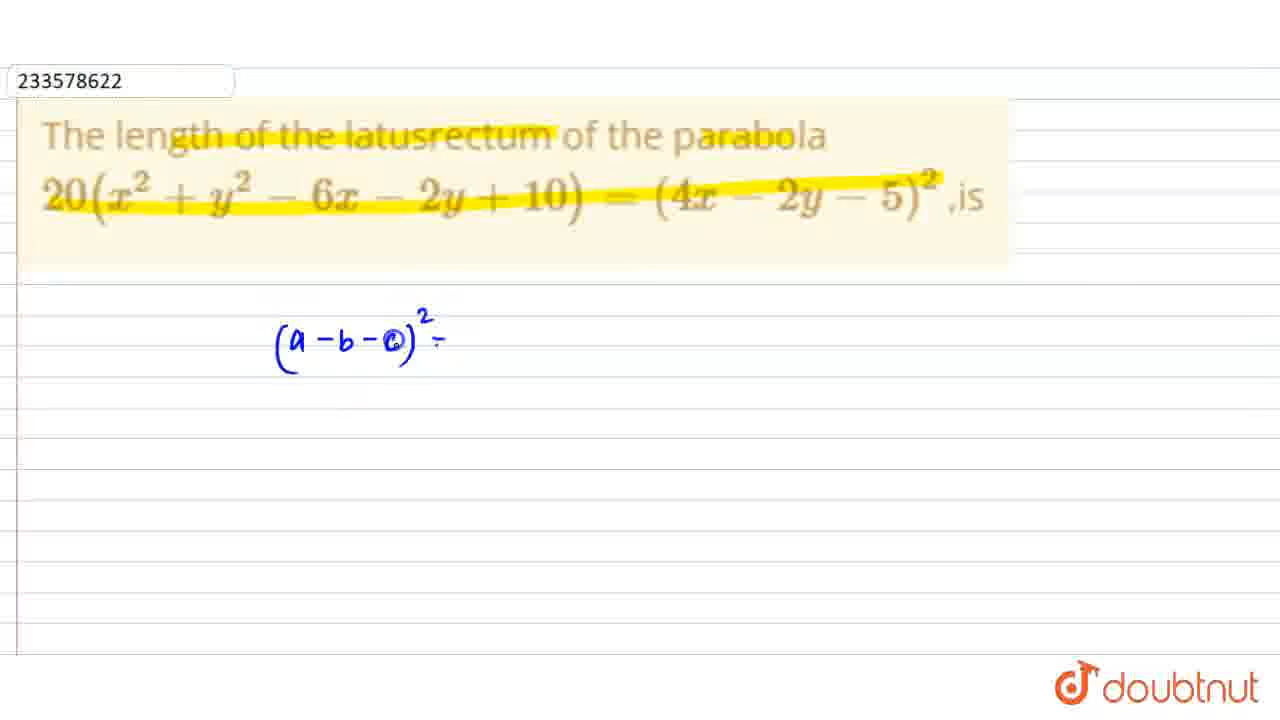 233578622
The length of the latusrectum of the parabola
20(x² + y² − 6x − 2y + 10) = (4x − 2y − 5)² ,is
(a − b − c)² =
doubtnut